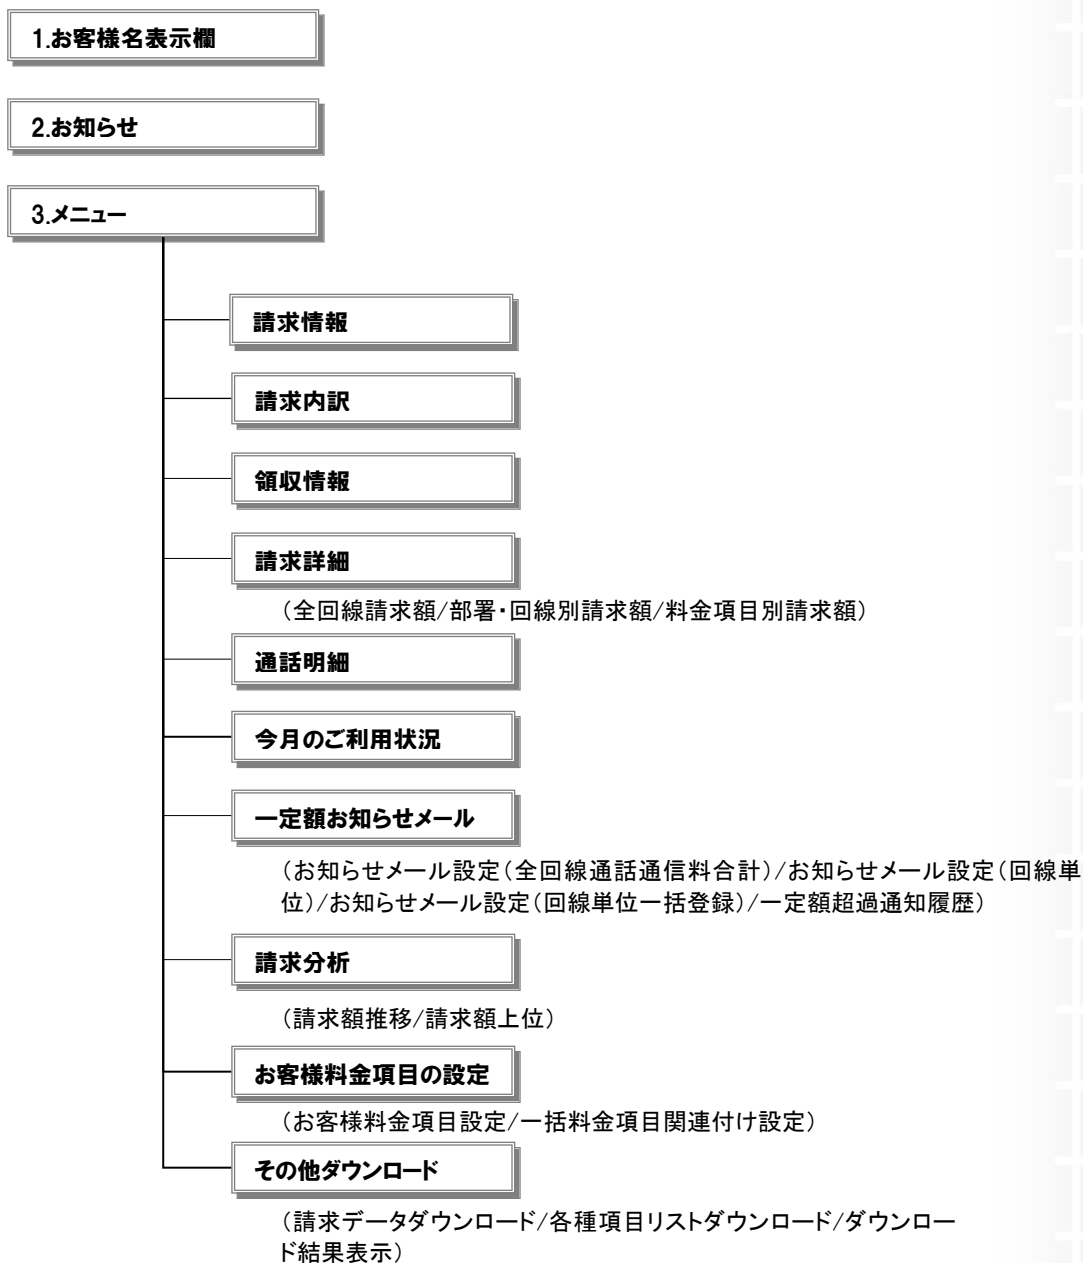 1.お客様名表示欄
2.お知らせ
3.メニュー
請求情報
請求内訳
領収情報
請求詳細
（全回線請求額/部署・回線別請求額/料金項目別請求額）
通話明細
今月のご利用状況
一定額お知らせメール
（お知らせメール設定（全回線通話通信料合計）/お知らせメール設定（回線単
位）/お知らせメール設定（回線単位一括登録）/一定額超過通知履歴）
請求分析
（請求額推移/請求額上位）
お客様料金項目の設定
（お客様料金項目設定/一括料金項目関連付け設定）
その他ダウンロード
（請求データダウンロード/各種項目リストダウンロード/ダウンロー
ド結果表示）